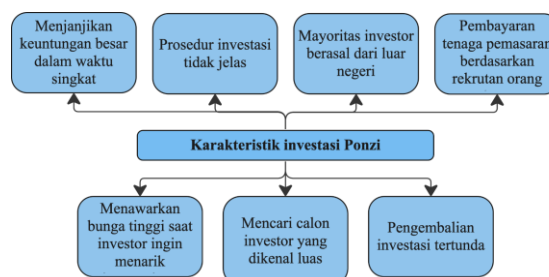 Menjanjikan
keuntungan besar
dalam waktu
singkat
Prosedur investasi
tidak jelas
Mayoritas investor
berasal dari luar
negeri
Pembayaran
tenaga pemasaran
berdasarkan
rekrutan orang
Karakteristik investasi Ponzi
Menawarkan
bunga tinggi saat
investor ingin
menarik
Mencari calon
investor yang
dikenal luas
Pengembalian
investasi tertunda